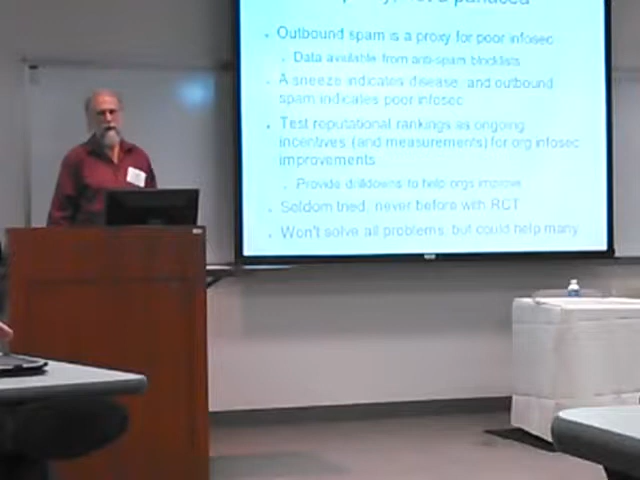 Outbound spam is a proxy for poor infosec
Data available from anti-spam blocklists
A sneeze indicates disease, and outbound
spam indicates poor infosec
Test reputational rankings as ongoing
incentives (and measurements) for org infosec
improvements
Provide drilldowns to help orgs improve
Seldom tried; never before with RCT
Won't solve all problems, but could help many